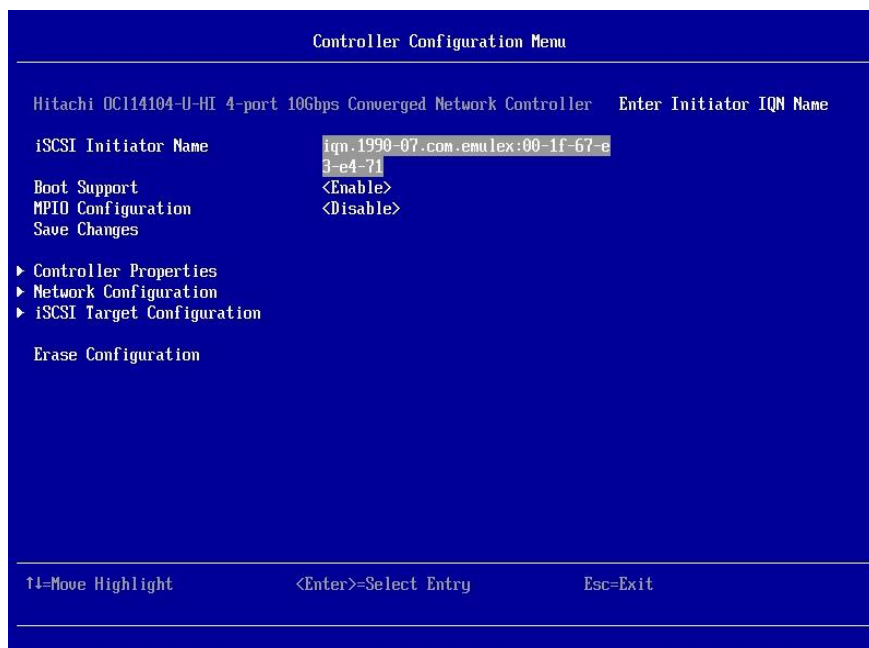 Controller Configuration Menu
Hitachi OCl14104-U-HI 4-port 10Gbps Converged Network Controller Enter Initiator IQN Name
iSCSI Initiator Name iqn.1990-07.com.emulex:00-1f-67-e
3-e4-71
Boot Support <Enable>
MPIO Configuration <Disable>
Save Changes
▶ Controller Properties
▶ Network Configuration
▶ iSCSI Target Configuration
Erase Configuration
↑↓=Move Highlight <Enter>=Select Entry Esc=Exit